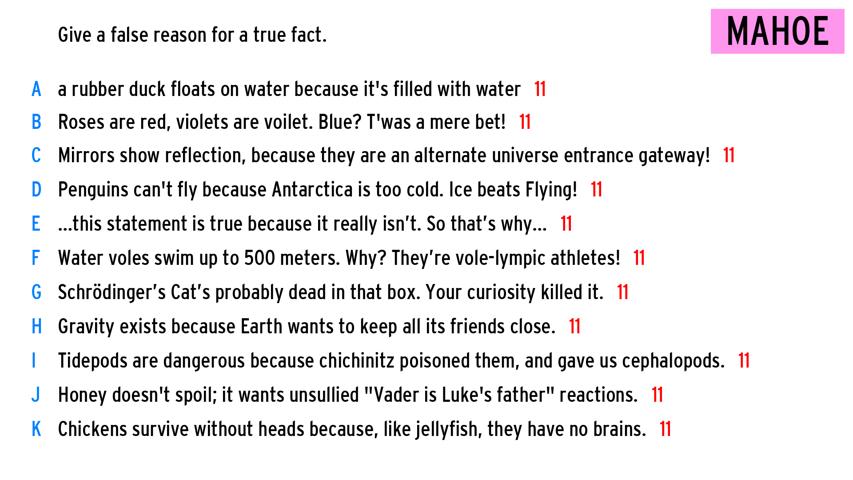 Give a false reason for a true fact.
MAHOE
A a rubber duck floats on water because it's filled with water 11
B Roses are red, violets are voilet. Blue? T'was a mere bet! 11
C Mirrors show reflection, because they are an alternate universe entrance gateway! 11
D Penguins can't fly because Antarctica is too cold. Ice beats Flying! 11
E ...this statement is true because it really isn’t. So that’s why... 11
F Water voles swim up to 500 meters. Why? They’re vole-lympic athletes! 11
G Schrödinger’s Cat’s probably dead in that box. Your curiosity killed it. 11
H Gravity exists because Earth wants to keep all its friends close. 11
I Tidepods are dangerous because chichinitz poisoned them, and gave us cephalopods. 11
J Honey doesn't spoil; it wants unsullied "Vader is Luke's father" reactions. 11
K Chickens survive without heads because, like jellyfish, they have no brains. 11